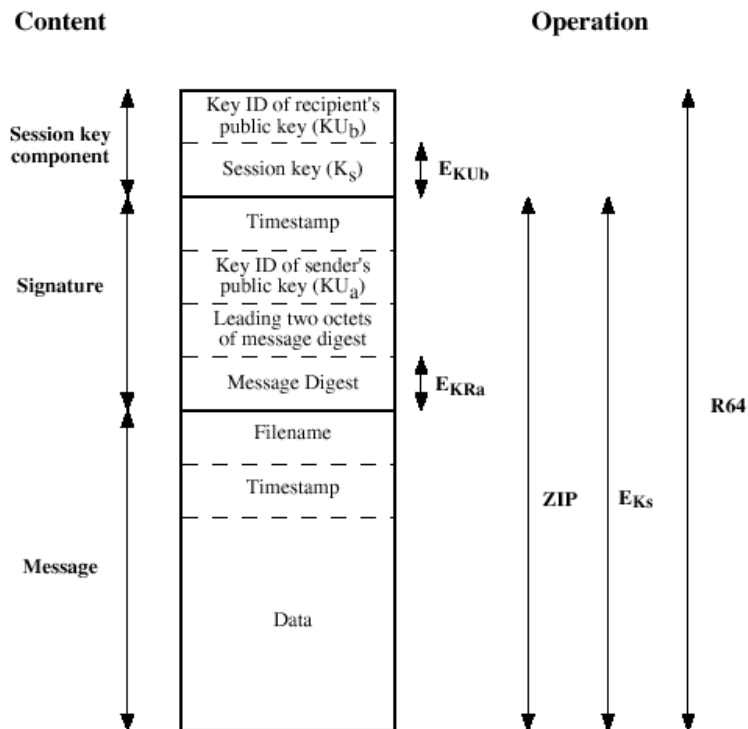 Content
Operation
Session key
component
Key ID of recipient's
public key (KUb)
Session key (Ks)
EKUb
Signature
Timestamp
Key ID of sender's
public key (KUa)
Leading two octets
of message digest
Message Digest
EKRa
R64
Message
Filename
Timestamp
ZIP
EKs
Data